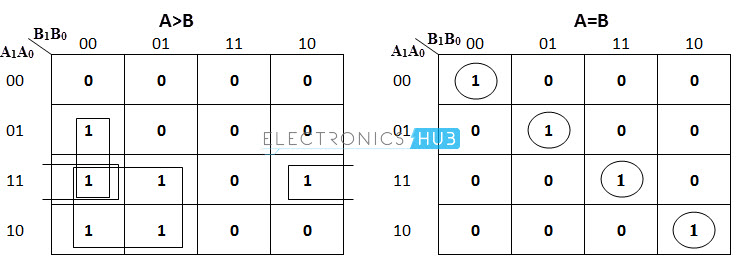 A>B
B1B0
A1A0
00 01 11 10
00 0 0 0 0
01 1 0 0 0
11 1 1 0 1
10 1 1 0 0
A=B
B1B0
A1A0
00 01 11 10
00 1 0 0 0
01 0 1 0 0
11 0 0 1 0
10 0 0 0 1
ELECTRONICS HUB